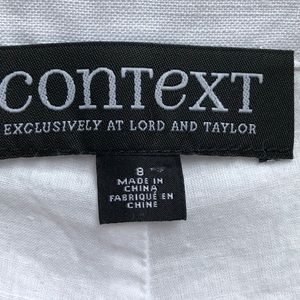 conTexT
EXCLUSIVELY AT LORD AND TAYLOR
8
MADE IN
CHINA
FABRIQUÉ EN
CHINE